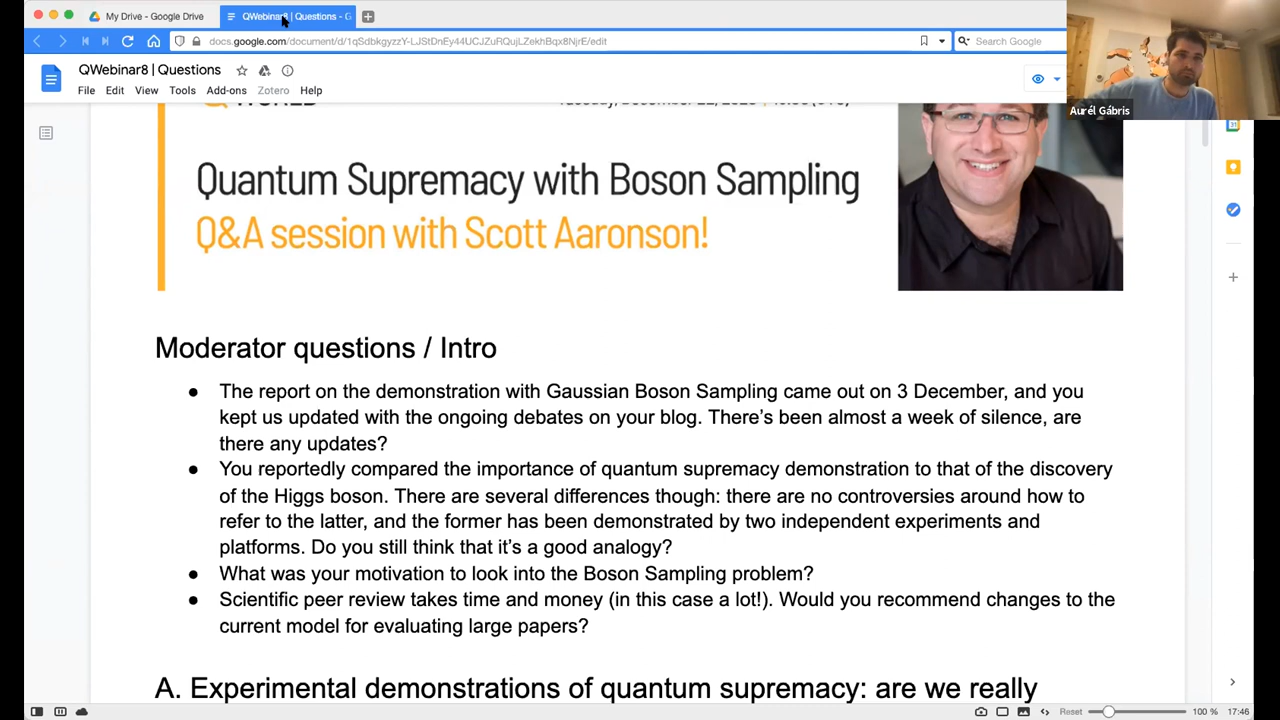 My Drive - Google Drive
QWebinar8 | Questions - G
docs.google.com/document/d/1qSdbkgyzzY-LJStDnEy44UCJZuRQujLZekhBqx8NjrE/edit
Search Google
QWebinar8 | Questions
File Edit View Tools Add-ons Zotero Help
Aurél Gábris
Quantum Supremacy with Boson Sampling
Q&A session with Scott Aaronson!
Moderator questions / Intro
● The report on the demonstration with Gaussian Boson Sampling came out on 3 December, and you
kept us updated with the ongoing debates on your blog. There's been almost a week of silence, are
there any updates?
● You reportedly compared the importance of quantum supremacy demonstration to that of the discovery
of the Higgs boson. There are several differences though: there are no controversies around how to
refer to the latter, and the former has been demonstrated by two independent experiments and
platforms. Do you still think that it's a good analogy?
● What was your motivation to look into the Boson Sampling problem?
● Scientific peer review takes time and money (in this case a lot!). Would you recommend changes to the
current model for evaluating large papers?
A. Experimental demonstrations of quantum supremacy: are we really
Reset 100 % 17:46